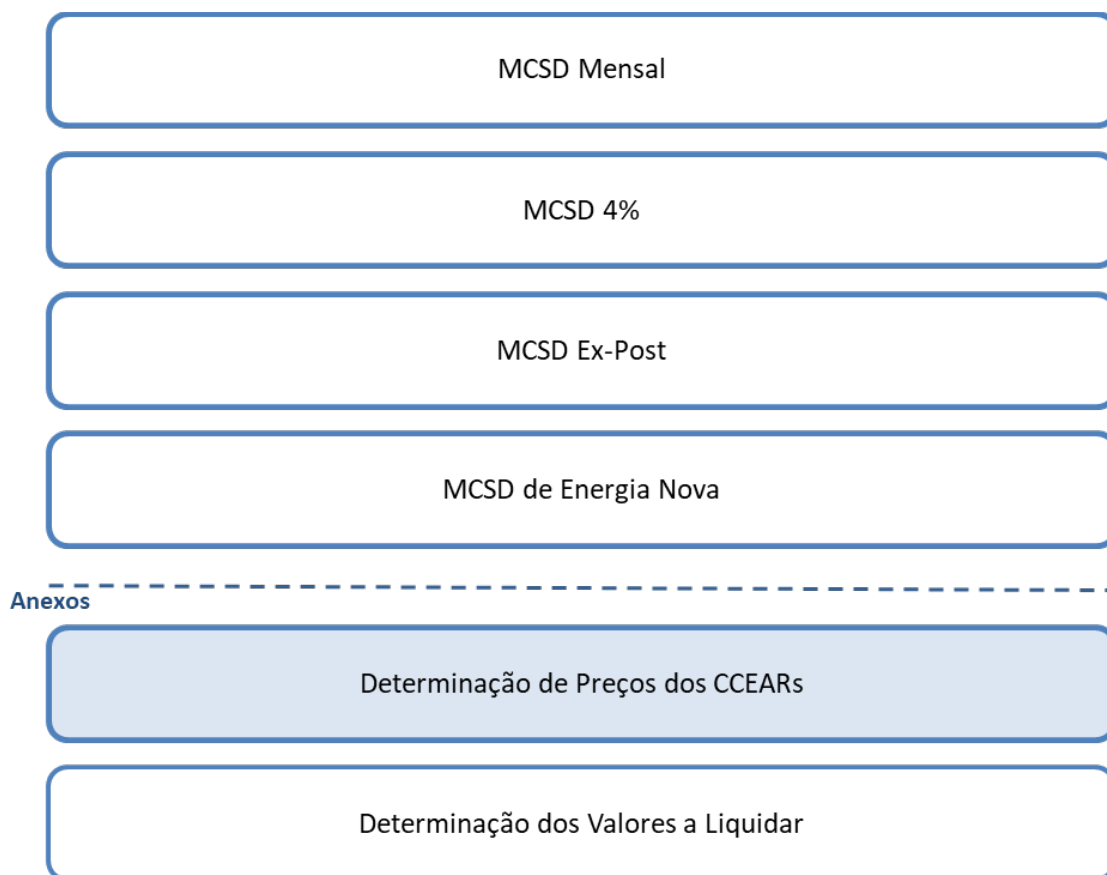 MCSD Mensal
MCSD 4%
MCSD Ex-Post
MCSD de Energia Nova
Anexos
Determinação de Preços dos CCEARs
Determinação dos Valores a Liquidar